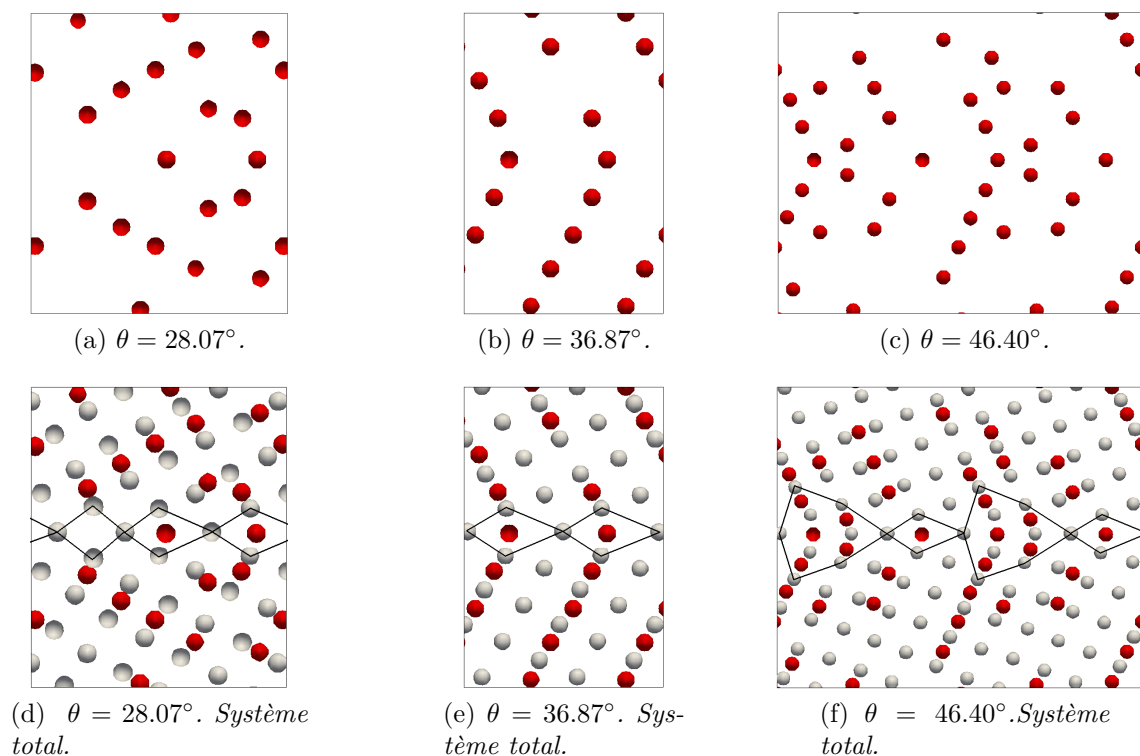 (a) θ = 28.07°.
(b) θ = 36.87°.
(c) θ = 46.40°.
(d) θ = 28.07°. Système
total.
(e) θ = 36.87°. Sys-
tème total.
(f) θ = 46.40°.Système
total.